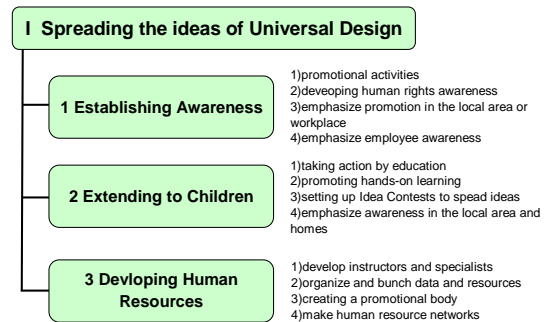 I Spreading the ideas of Universal Design
1 Establishing Awareness
1)promotional activities
2)deveoping human rights awareness
3)emphasize promotion in the local area or
workplace
4)emphasize employee awareness
2 Extending to Children
1)taking action by education
2)promoting hands-on learning
3)setting up Idea Contests to spead ideas
4)emphasize awareness in the local area and
homes
3 Devloping Human
Resources
1)develop instructors and specialists
2)organize and bunch data and resources
3)creating a promotional body
4)make human resource networks